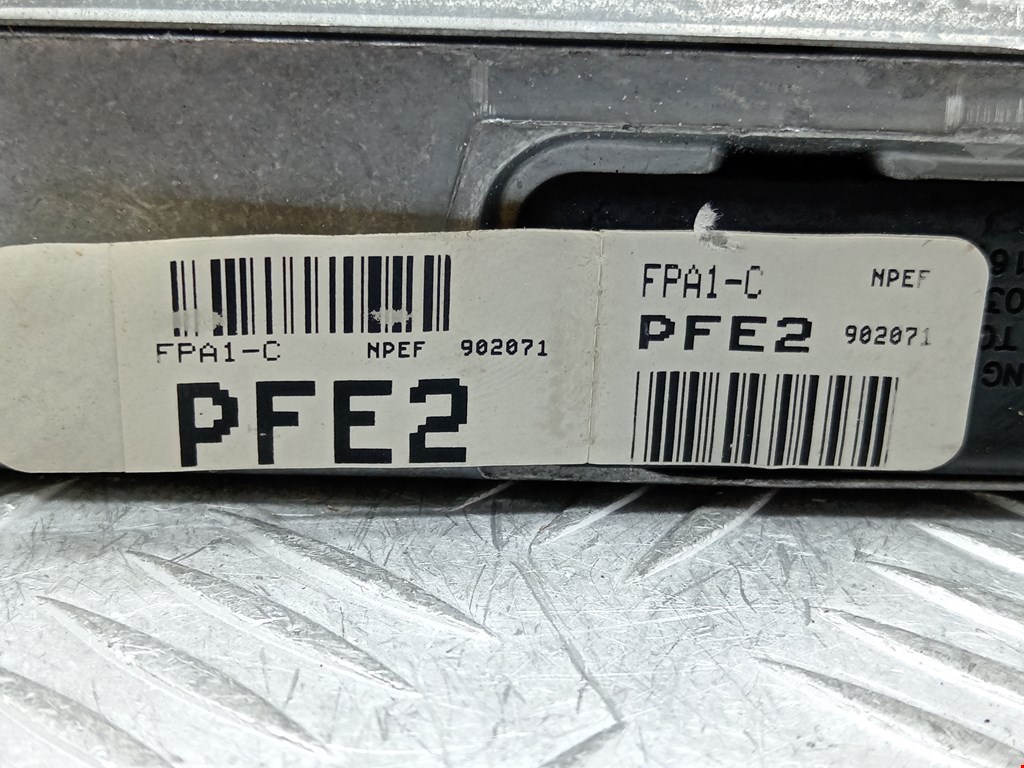 FPA1-C NPEF 902071
PFE2
FPA1-C NPEF
PFE2 902071